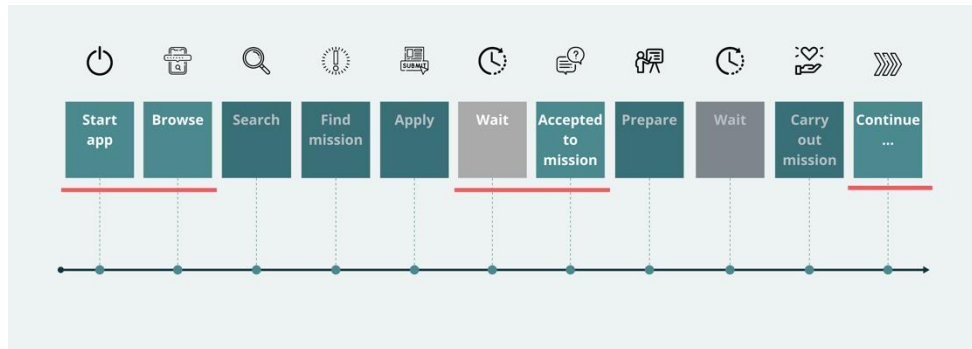 SUBMIT
Start
app
Browse
Search
Find
mission
Apply
Wait
Accepted
to
mission
Prepare
Wait
Carry
out
mission
Continue
...